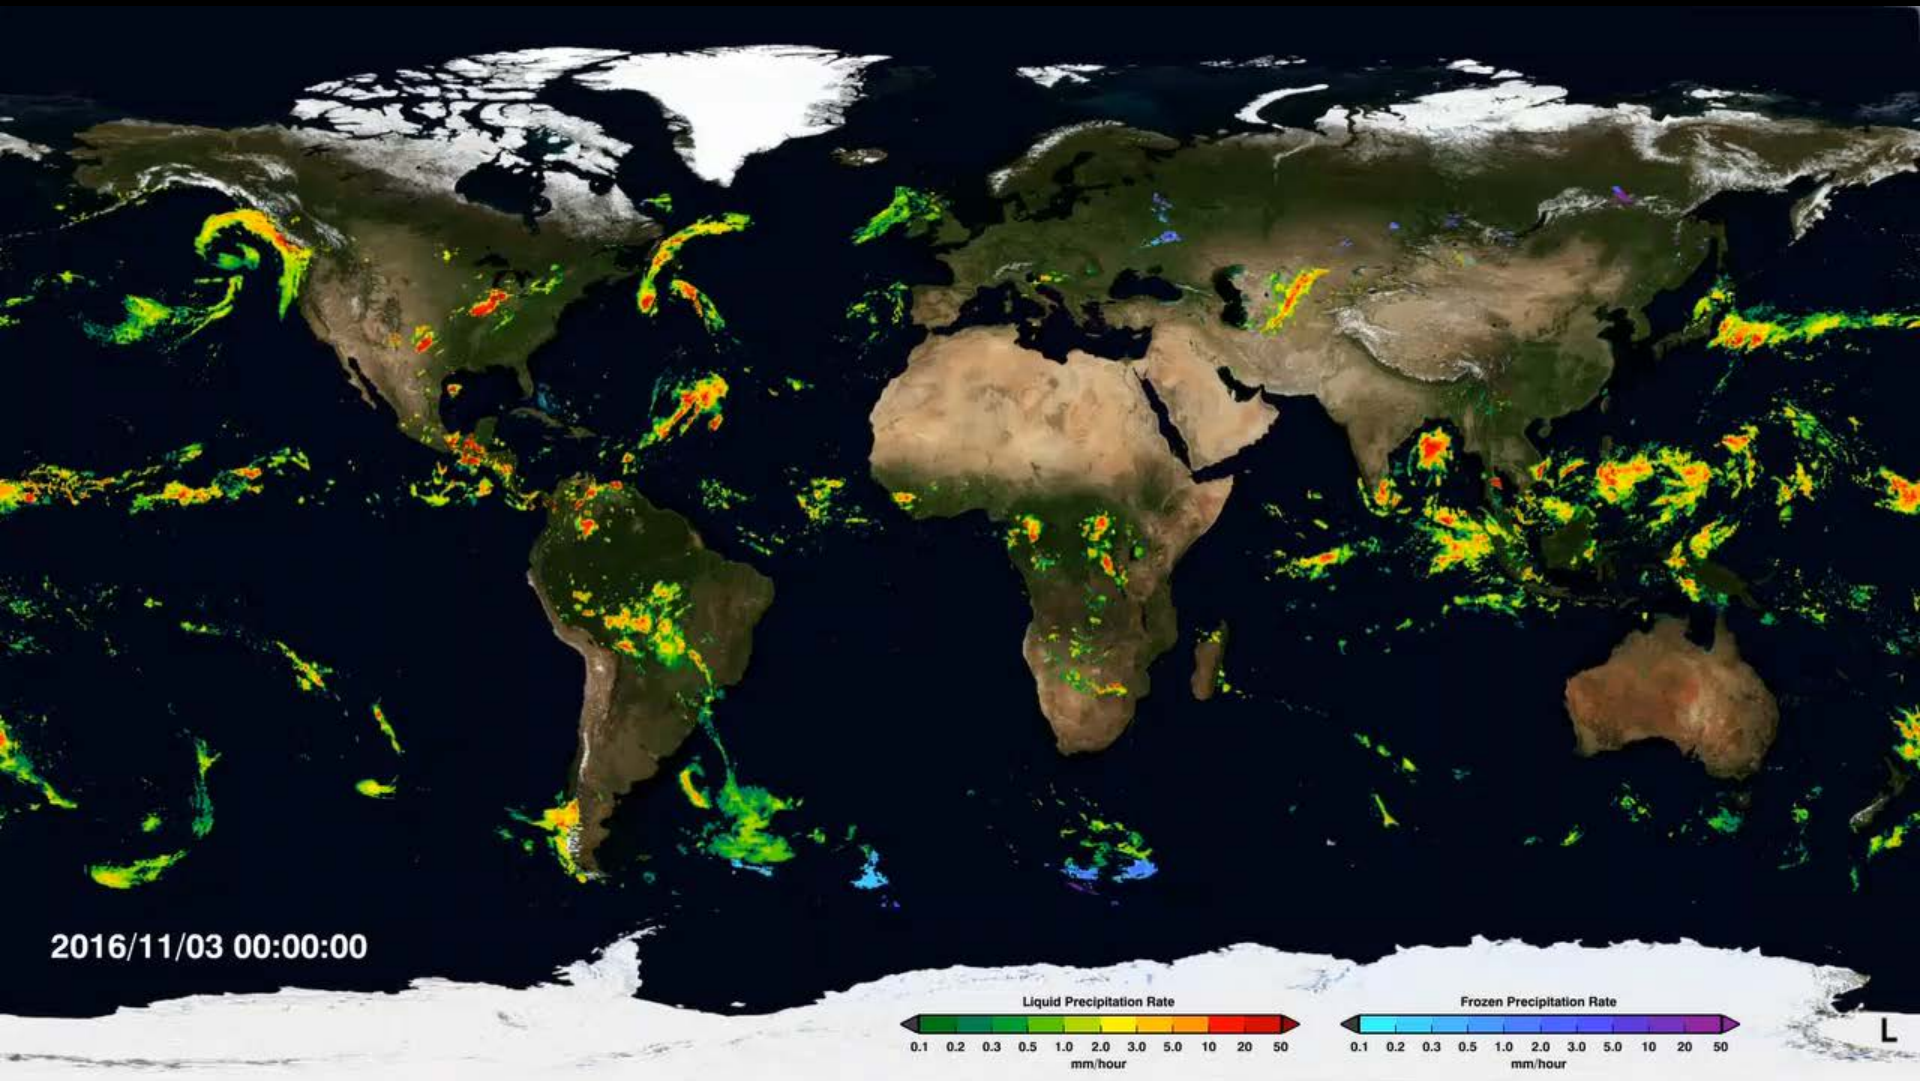 2016/11/03 00:00:00
Liquid Precipitation Rate
0.1 0.2 0.3 0.5 1.0 2.0 3.0 5.0 10 20 50
mm/hour
Frozen Precipitation Rate
0.1 0.2 0.3 0.5 1.0 2.0 3.0 5.0 10 20 50
mm/hour
L